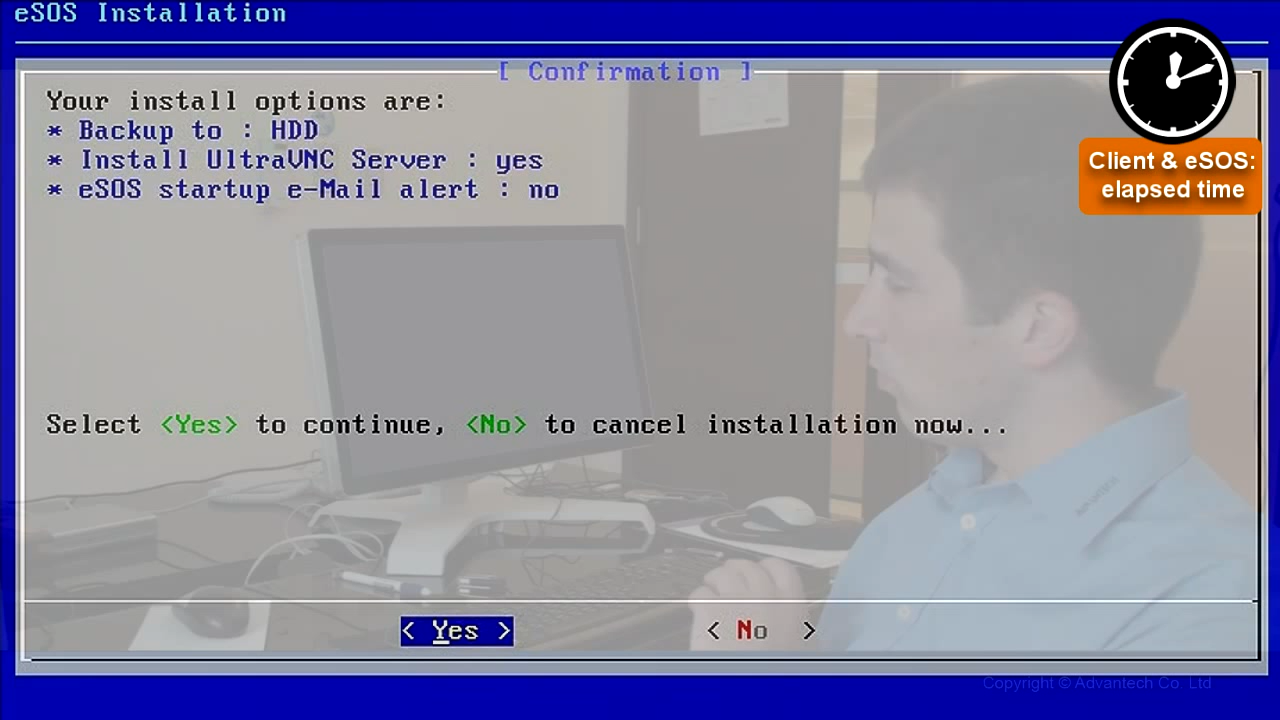 eSOS Installation
[ Confirmation ]
Your install options are:
* Backup to : HDD
* Install UltraVNC Server : yes
* eSOS startup e-Mail alert : no
Client & eSOS:
elapsed time
Select <Yes> to continue, <No> to cancel installation now...
< Yes >
< No >
Copyright © Advantech Co. Ltd